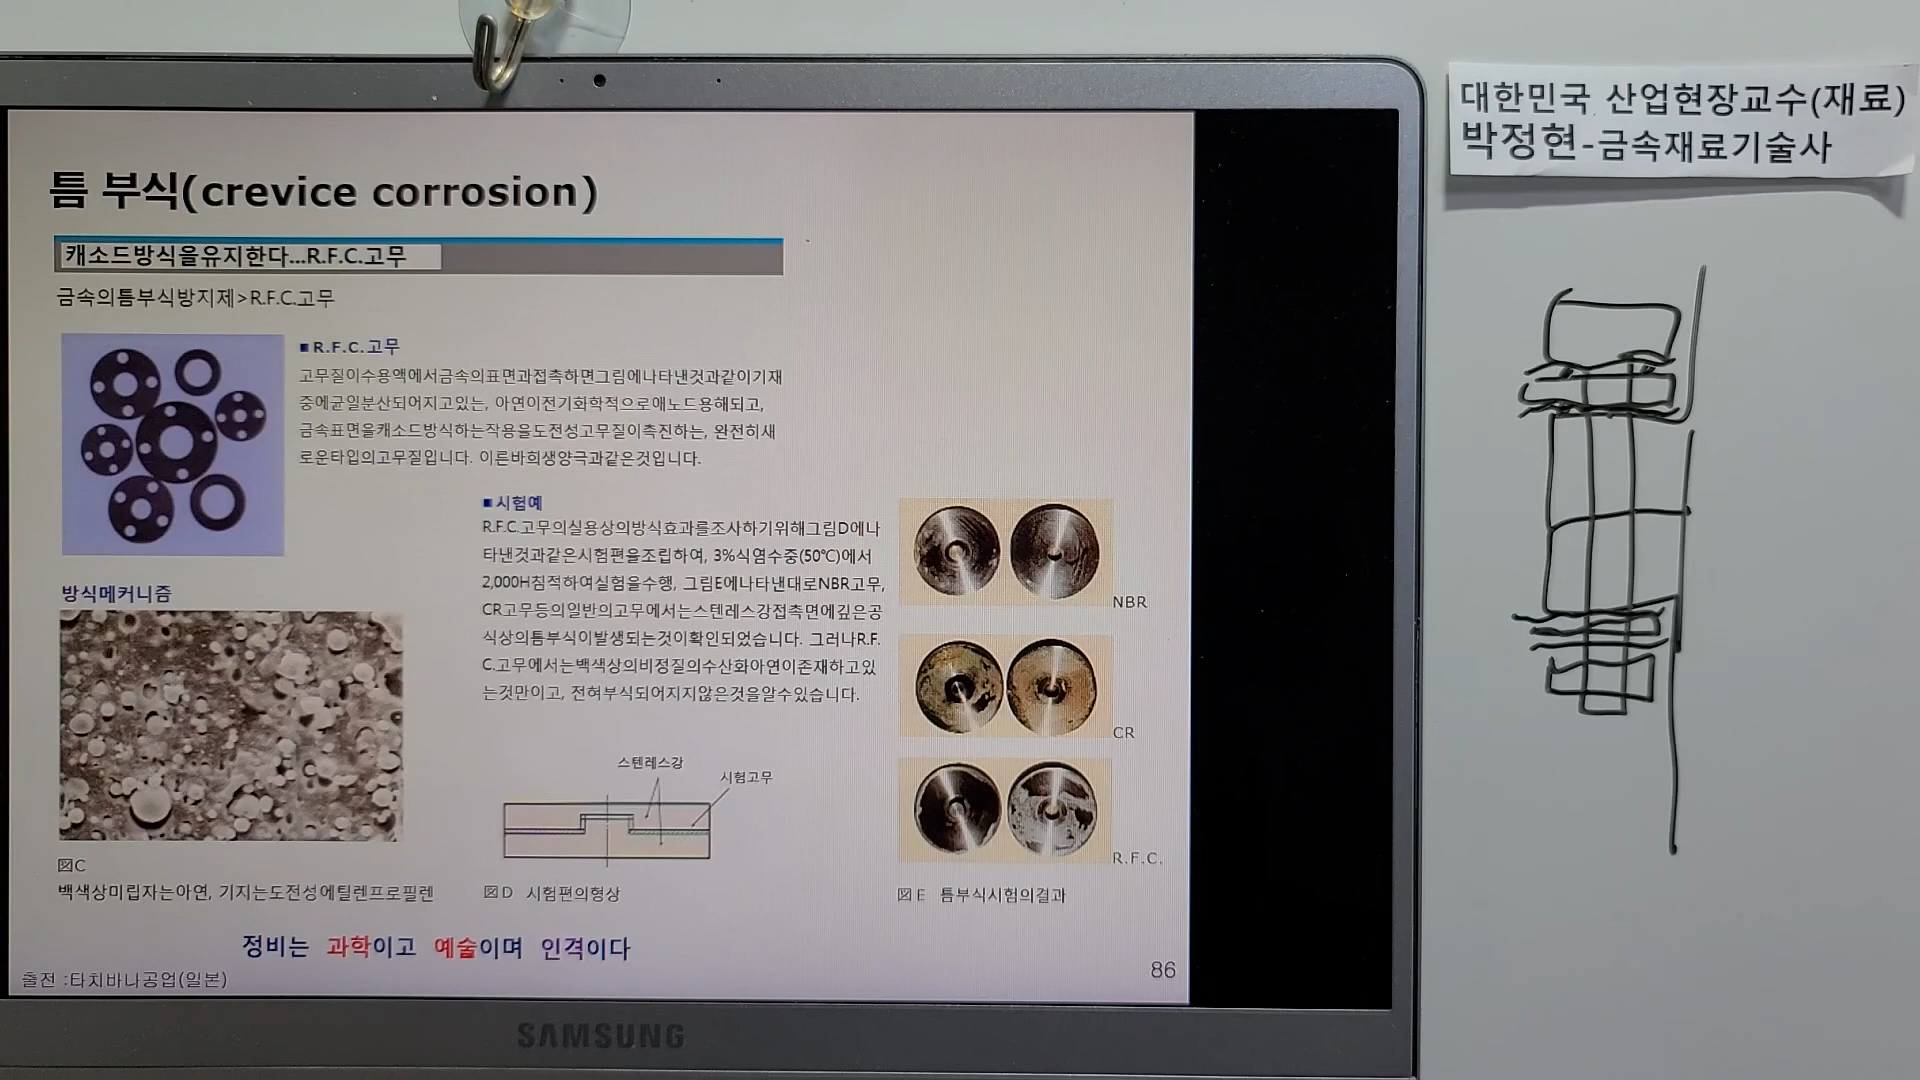 대한민국 산업현장교수(재료)
박정현-금속재료기술사
틈 부식(crevice corrosion)
캐소드방식을유지한다...R.F.C.고무
금속의틈부식방지제>R.F.C.고무
■ R.F.C.고무
고무질이수용액에서금속의표면과접촉하면그림에나타낸것과같이기재
중에균일분산되어지고있는, 아연이전기화학적으로애노드용해되고,
금속표면을캐소드방식하는작용을도전성고무질이촉진하는, 완전히새
로운타입의고무질입니다. 이른바희생양극과같은것입니다.
■ 시험예
R.F.C.고무의실용상의방식효과를조사하기위해그림D에나
타낸것과같은시험편을조립하여, 3%식염수중(50℃)에서
2,000H침적하여실험을수행, 그림E에나타낸대로NBR고무,
CR고무등의일반의고무에서는스텐레스강접촉면에깊은공
식상의틈부식이발생되는것이확인되었습니다. 그러나R.F.
C.고무에서는백색상의비정질의수산화아연이존재하고있
는것만이고, 전혀부식되어지지않은것을알수있습니다.
방식메커니즘
NBR
CR
R.F.C.
스텐레스강
시험고무
図C
백색상미립자는아연, 기지는도전성에틸렌프로필렌
図D 시험편의형상
図E 틈부식시험의결과
정비는 과학이고 예술이며 인격이다
출전 :타치바나공업(일본)
86
SAMSUNG